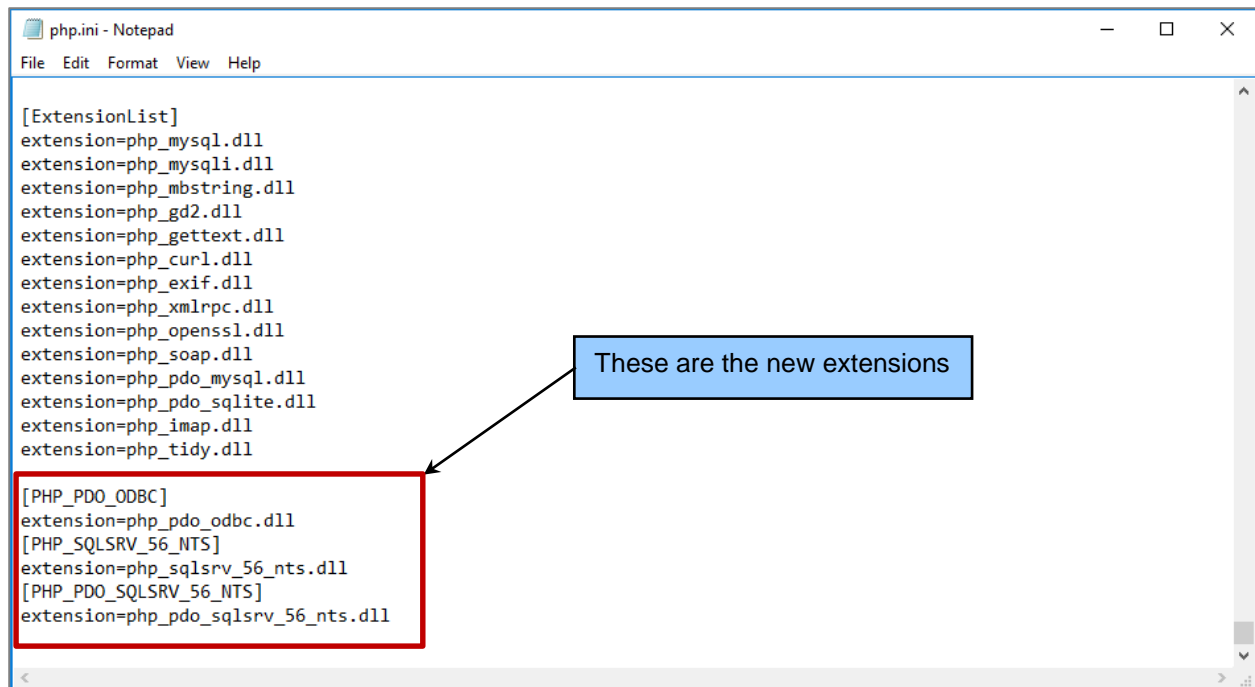 php.ini - Notepad
File Edit Format View Help
[ExtensionList]
extension=php_mysql.dll
extension=php_mysqli.dll
extension=php_mbstring.dll
extension=php_gd2.dll
extension=php_gettext.dll
extension=php_curl.dll
extension=php_exif.dll
extension=php_xmlrpc.dll
extension=php_openssl.dll
extension=php_soap.dll
extension=php_pdo_mysql.dll
extension=php_pdo_sqlite.dll
extension=php_imap.dll
extension=php_tidy.dll
These are the new extensions
[PHP_PDO_ODBC]
extension=php_pdo_odbc.dll
[PHP_SQLSRV_56_NTS]
extension=php_sqlsrv_56_nts.dll
[PHP_PDO_SQLSRV_56_NTS]
extension=php_pdo_sqlsrv_56_nts.dll